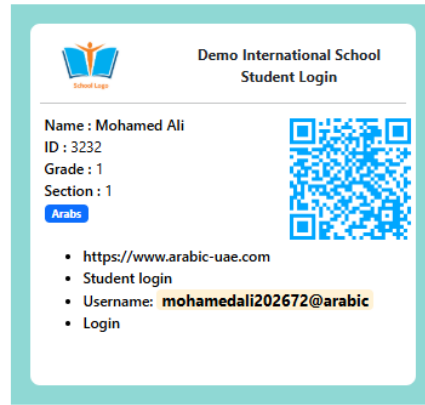 School Logo
Demo International School
Student Login
Name : Mohamed Ali
ID : 3232
Grade : 1
Section : 1
Arabs
• https://www.arabic-uae.com
• Student login
• Username: mohamedali202672@arabic
• Login